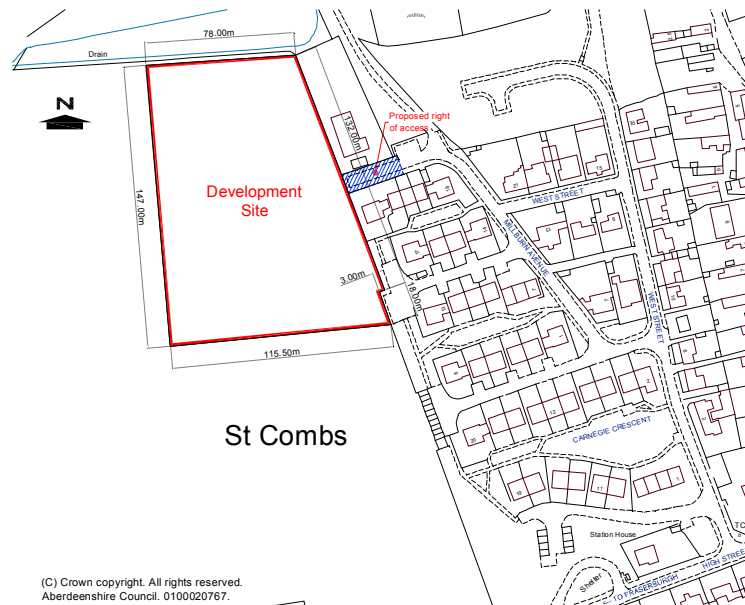 78.00m
Drain
N
Proposed right
of access
132.00m
Development
Site
147.00m
WEST STREET
MILLBURN AVENUE
3.00m
18.00m
WEST STREET
115.50m
St Combs
CARNEGIE CRESCENT
Station House
Shelter
TO FRASERBURGH
HIGH STREE
TO
(C) Crown copyright. All rights reserved.
Aberdeenshire Council. 0100020767.